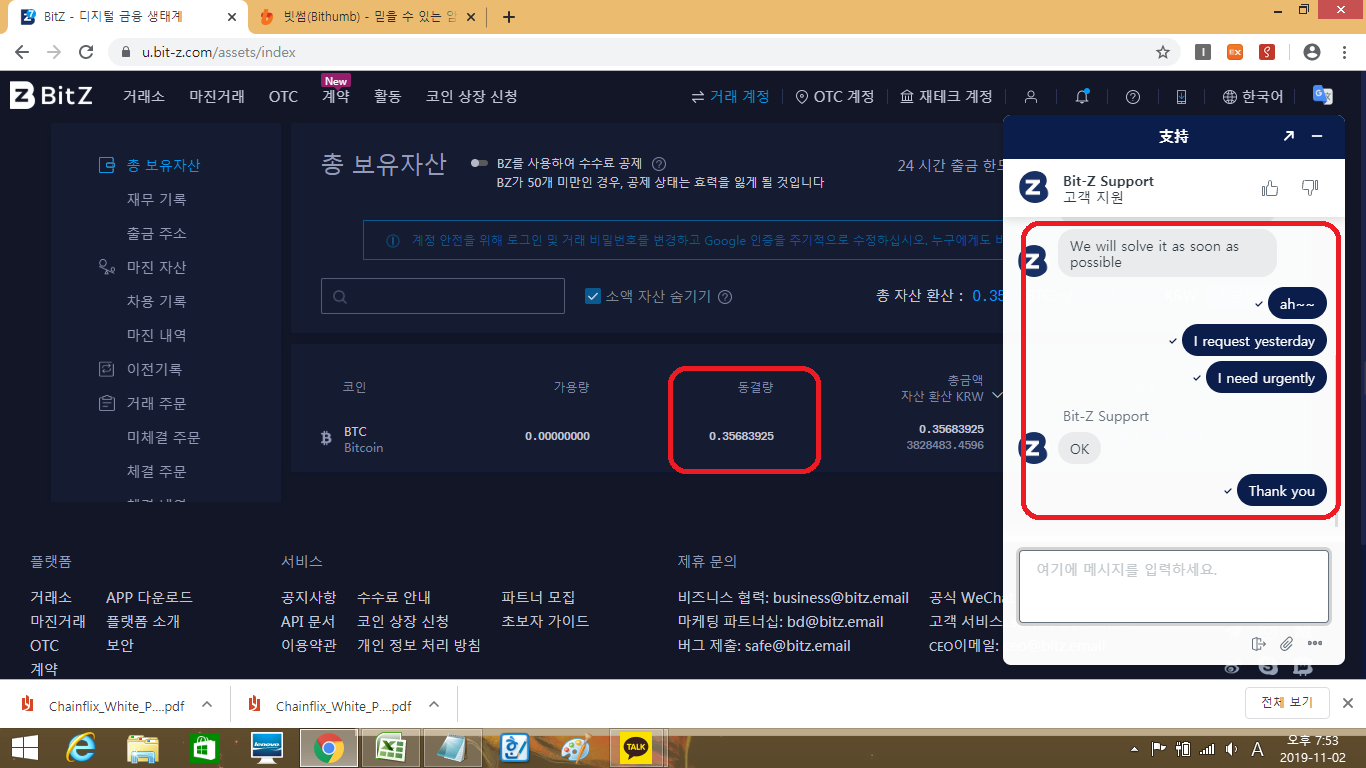 BitZ - 디지털 금융 생태계
빗썸(Bithumb) - 믿을 수 있는 암
u.bit-z.com/assets/index
BitZ
거래소
마진거래
OTC
New
계약
활동
코인 상장 신청
거래 계정
OTC 계정
재테크 계정
한국어
총 보유자산
재무 기록
출금 주소
마진 자산
차용 기록
마진 내역
이전기록
거래 주문
미체결 주문
체결 주문
총 보유자산
BZ를 사용하여 수수료 공제
BZ가 50개 미만인 경우, 공제 상태는 효력을 잃게 될 것입니다
24 시간 출금 한도
계정 안전을 위해 로그인 및 거래 비밀번호를 변경하고 Google 인증을 주기적으로 수정하십시오. 누구에게도 비
소액 자산 숨기기
총 자산 환산 : 0.35
코인
가용량
동결량
총금액
자산 환산 KRW
BTC
Bitcoin
0.00000000
0.35683925
0.35683925
3828483.4596
支持
Bit-Z Support
고객 지원
We will solve it as soon as
possible
ah~~
I request yesterday
I need urgently
Bit-Z Support
OK
Thank you
여기에 메시지를 입력하세요.
플랫폼
거래소
APP 다운로드
마진거래
플랫폼 소개
OTC
보안
계약
서비스
공지사항
수수료 안내
파트너 모집
API 문서
코인 상장 신청
초보자 가이드
이용약관
개인 정보 처리 방침
제휴 문의
비즈니스 협력: business@bitz.email
공식 WeCha
마케팅 파트너십: bd@bitz.email
고객 서비스
버그 제출: safe@bitz.email
CEO이메일:
Chainflix_White_P....pdf
Chainflix_White_P....pdf
전체 보기
lenovo
TALK
A
오후 7:53
2019-11-02